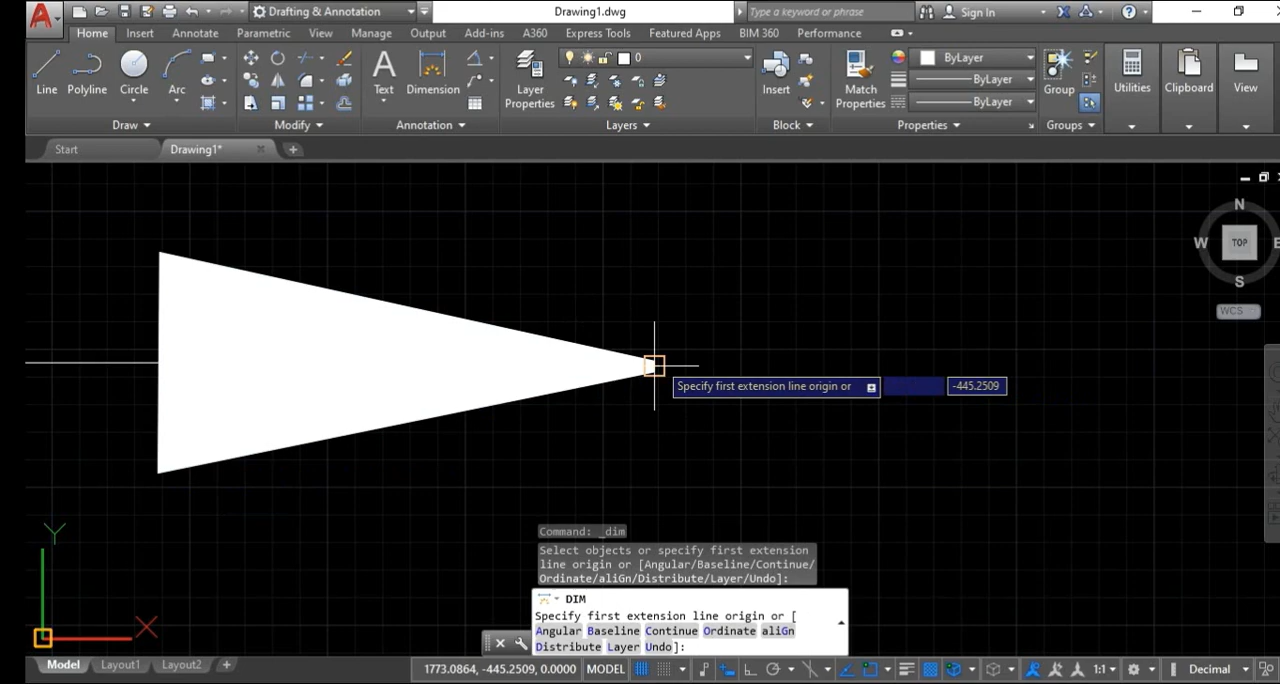 Drafting & Annotation
Drawing1.dwg
Type a keyword or phrase
Sign In
Home Insert Annotate Parametric View Manage Output Add-ins A360 Express Tools Featured Apps BIM 360 Performance
Line Polyline Circle Arc
Text Dimension
Layer Properties
0
Insert
Match Properties
ByLayer
ByLayer
ByLayer
Group
Utilities
Clipboard
View
Draw Modify Annotation Layers Block Properties Groups
Start Drawing1*
N
W TOP E
S
WCS
Specify first extension line origin or -445.2509
Y
X
Command: _dim
Select objects or specify first extension
line origin or [Angular/Baseline/Continue/
Ordinate/aliGn/Distribute/Layer/Undo]:
DIM
Specify first extension line origin or [
Angular Baseline Continue Ordinate aliGn
Distribute Layer Undo]:
Model Layout1 Layout2 +
1773.0864, -445.2509, 0.0000 MODEL 1:1 Decimal